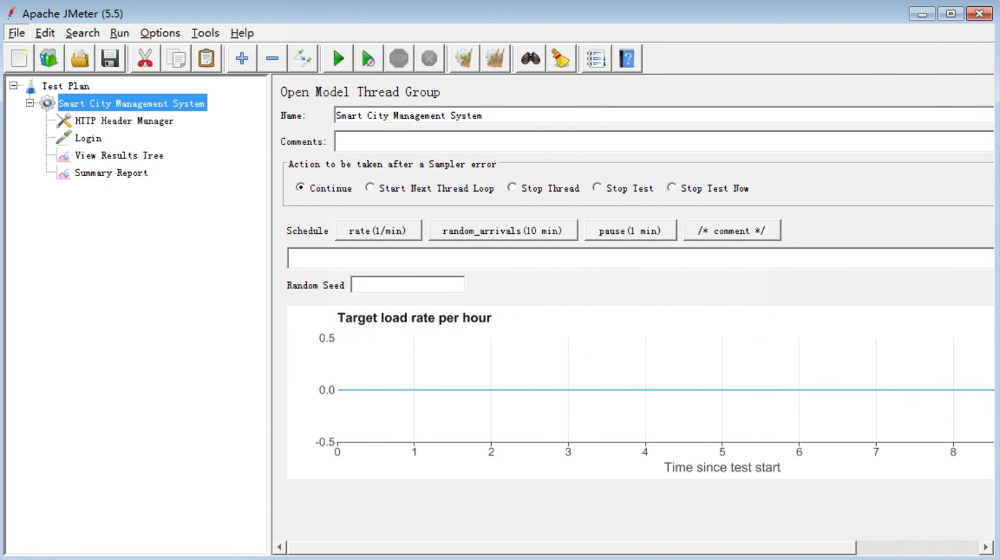 Apache JMeter (5.5)
File Edit Search Run Options Tools Help
STOP
Test Plan
Smart City Management System
HTTP Header Manager
Login
View Results Tree
Summary Report
Open Model Thread Group
Name: Smart City Management System
Comments:
Action to be taken after a Sampler error
Continue Start Next Thread Loop Stop Thread Stop Test Stop Test Now
Schedule rate(1/min) random_arrivals(10 min) pause(1 min) /* comment */
Random Seed
Target load rate per hour
0.5
0.0
-0.5
0 1 2 3 4 5 6 7 8
Time since test start